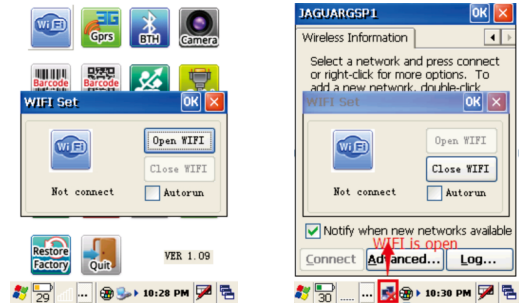 WiFi
3G
Gprs
BTH
Camera
Barcode
Barcode
WIFI Set
OK
WiFi
Open WIFI
Close WIFI
Not connect
Autorun
Restore
Factory
Quit
VER 1.09
29
...
10:28 PM
JAGUARGSP1
OK
Wireless Information
Select a network and press connect
or right-click for more options. To
add a new network, double-click
WIFI Set
OK
WiFi
Open WIFI
Close WIFI
Not connect
Autorun
Notify when new networks available
WIFI is open
Connect
Advanced...
Log...
30
...
10:30 PM